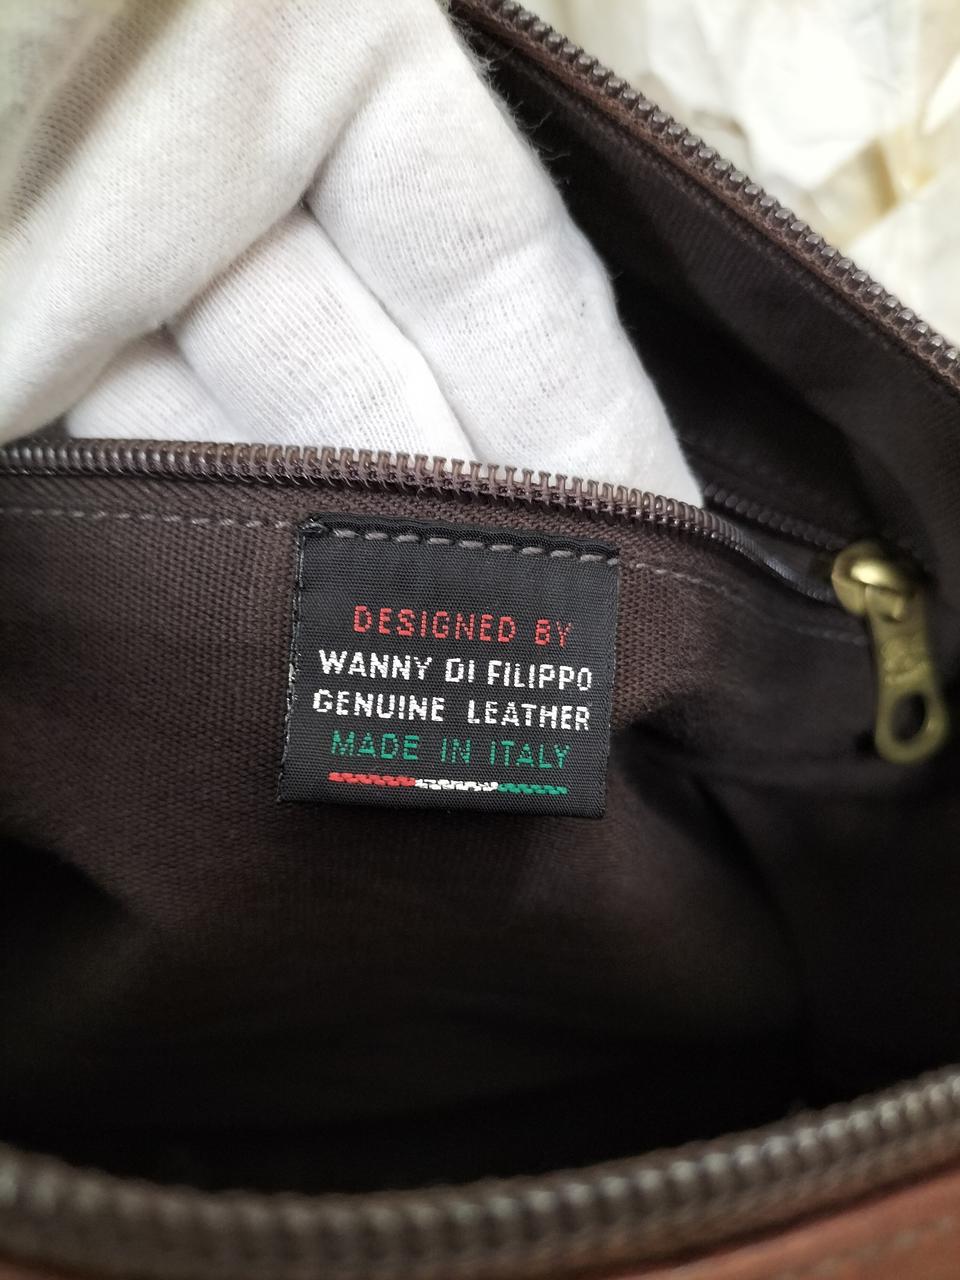 DESIGNED BY
WANNY DI FILIPPO
GENUINE LEATHER
MADE IN ITALY